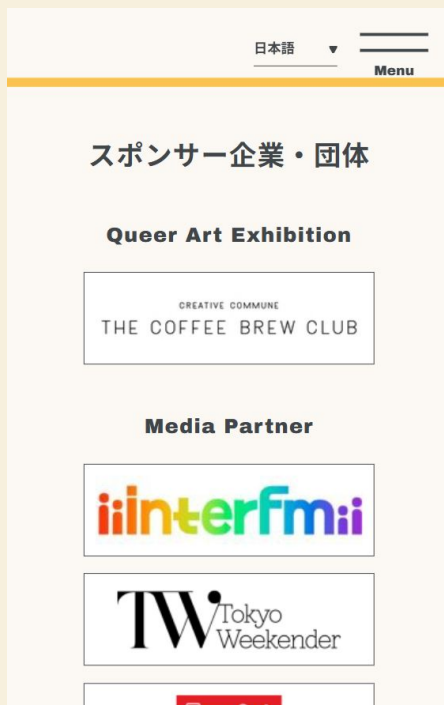 日本語 ▼
Menu
スポンサー企業・団体
Queer Art Exhibition
CREATIVE COMMUNE
THE COFFEE BREW CLUB
Media Partner
interfm
TW Tokyo
Weekender